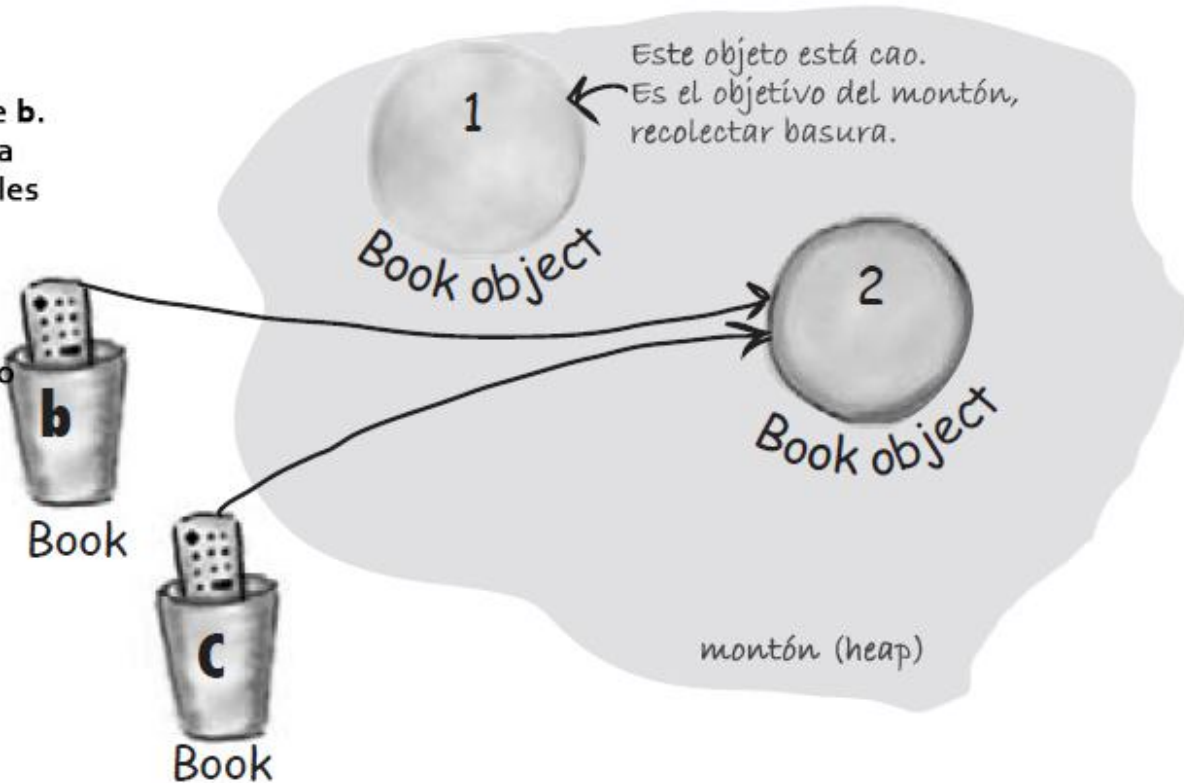 e b.
a
les
o
Este objeto está cao.
Es el objetivo del montón,
recolectar basura.
1
Book object
2
Book object
b
Book
c
Book
montón (heap)